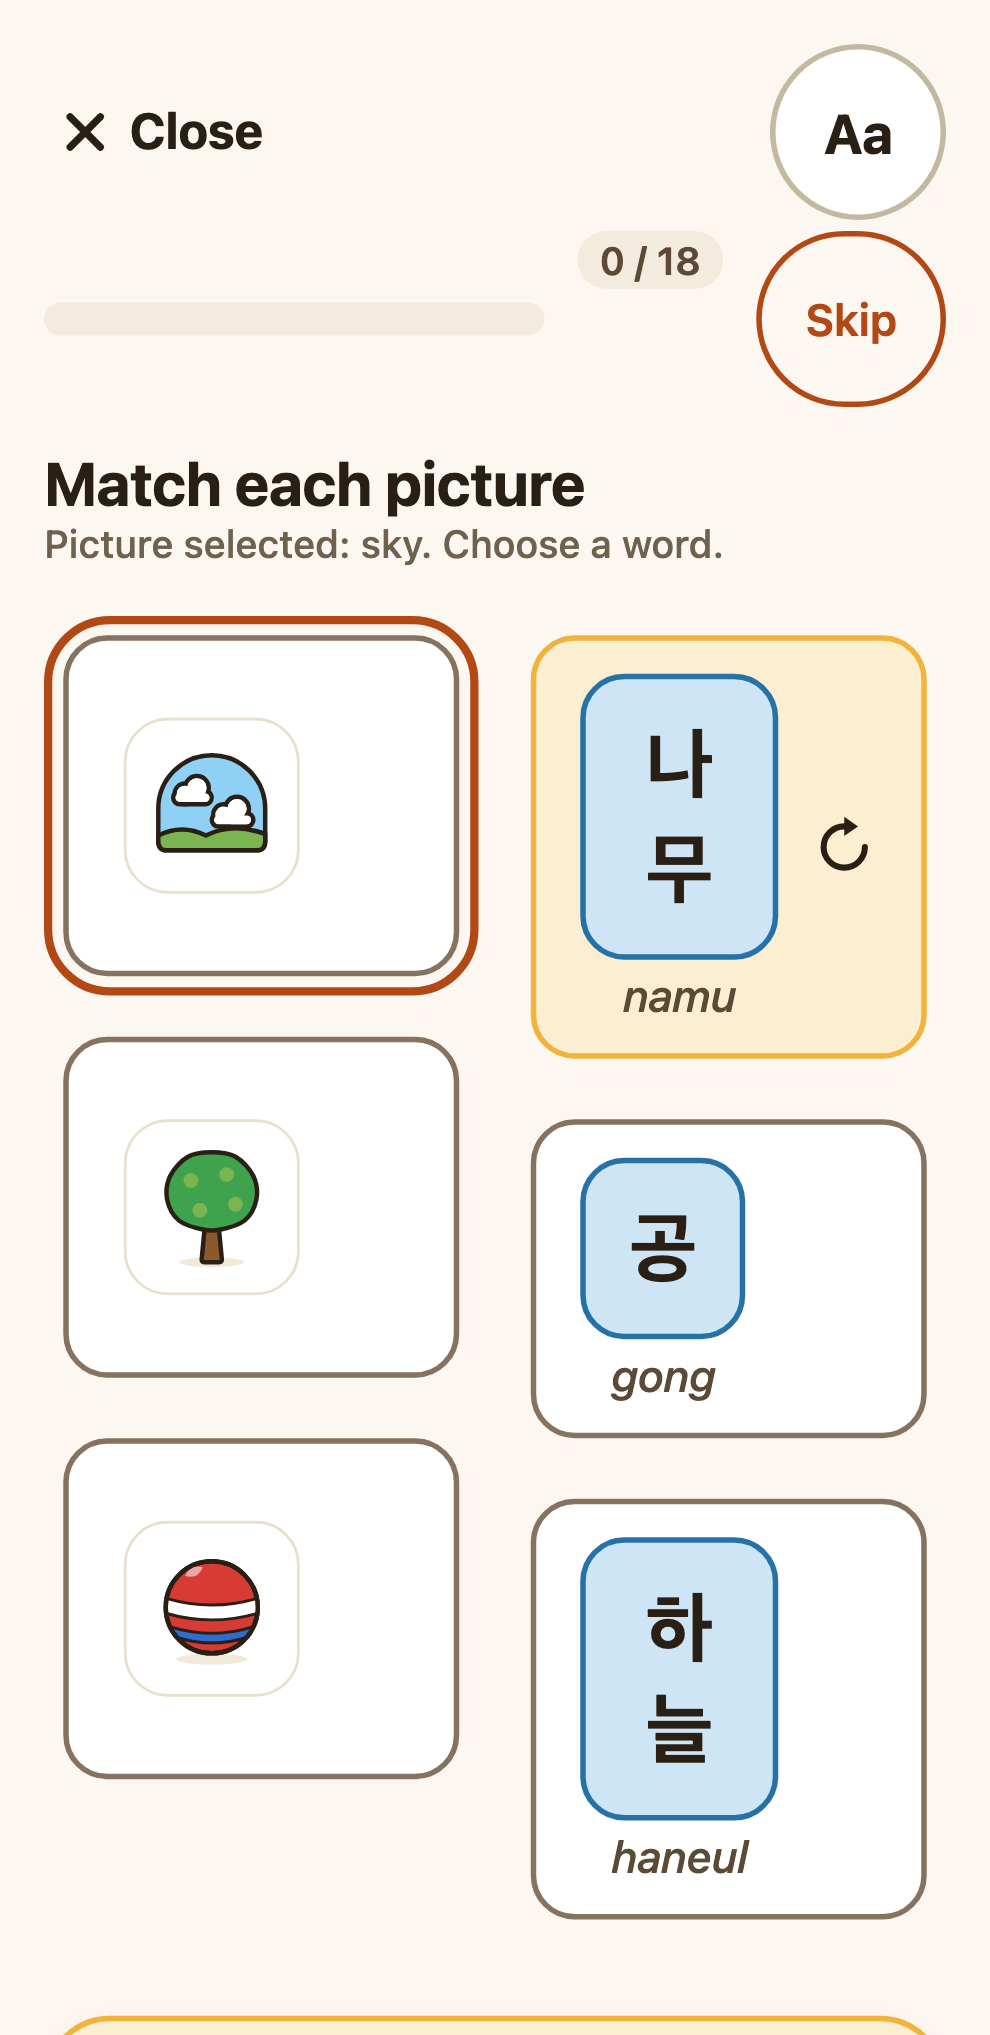 Close
Aa
0 / 18
Skip
Match each picture
Picture selected: sky. Choose a word.
나
무
namu
공
gong
하
늘
haneul